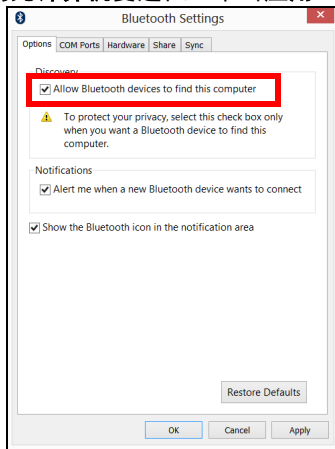 Bluetooth Settings
Options COM Ports Hardware Share Sync
Discovery
Allow Bluetooth devices to find this computer
To protect your privacy, select this check box only
when you want a Bluetooth device to find this
computer.
Notifications
Alert me when a new Bluetooth device wants to connect
Show the Bluetooth icon in the notification area
Restore Defaults
OK Cancel Apply